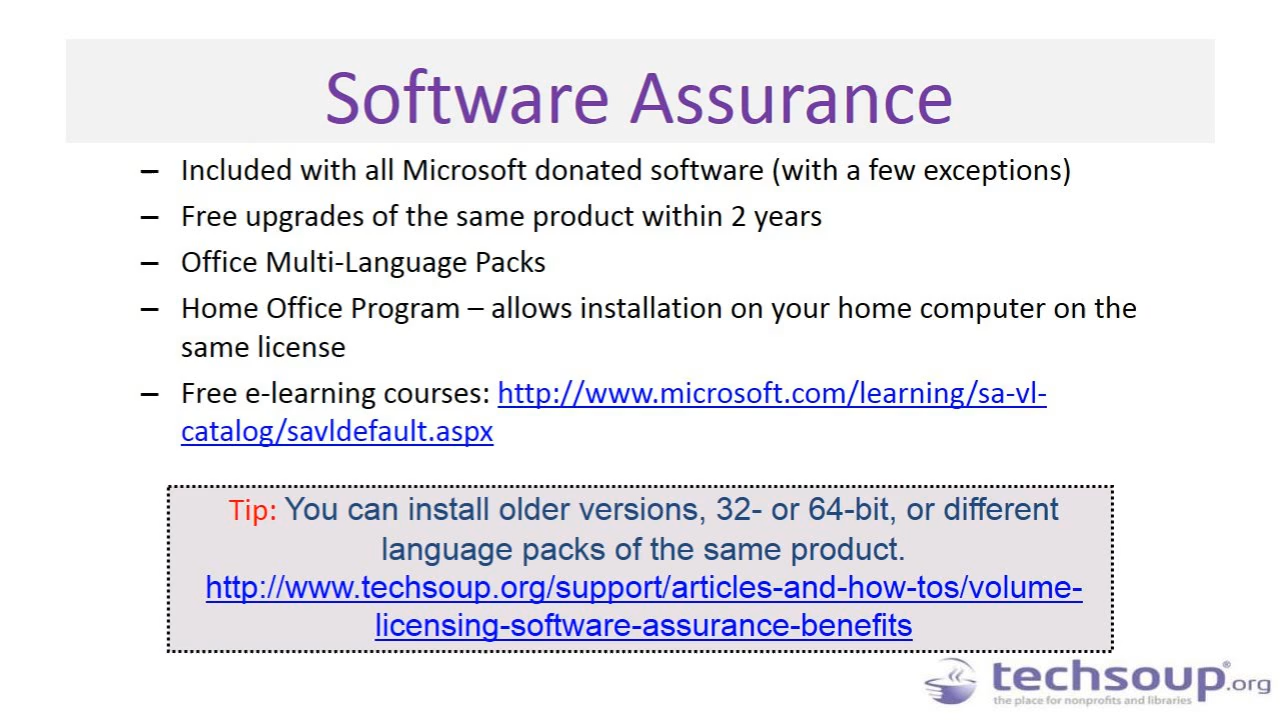 Software Assurance
– Included with all Microsoft donated software (with a few exceptions)
– Free upgrades of the same product within 2 years
– Office Multi-Language Packs
– Home Office Program – allows installation on your home computer on the
same license
– Free e-learning courses: http://www.microsoft.com/learning/sa-vl-
catalog/savldefault.aspx
Tip: You can install older versions, 32- or 64-bit, or different
language packs of the same product.
http://www.techsoup.org/support/articles-and-how-tos/volume-
licensing-software-assurance-benefits
techsoup®.org
the place for nonprofits and libraries